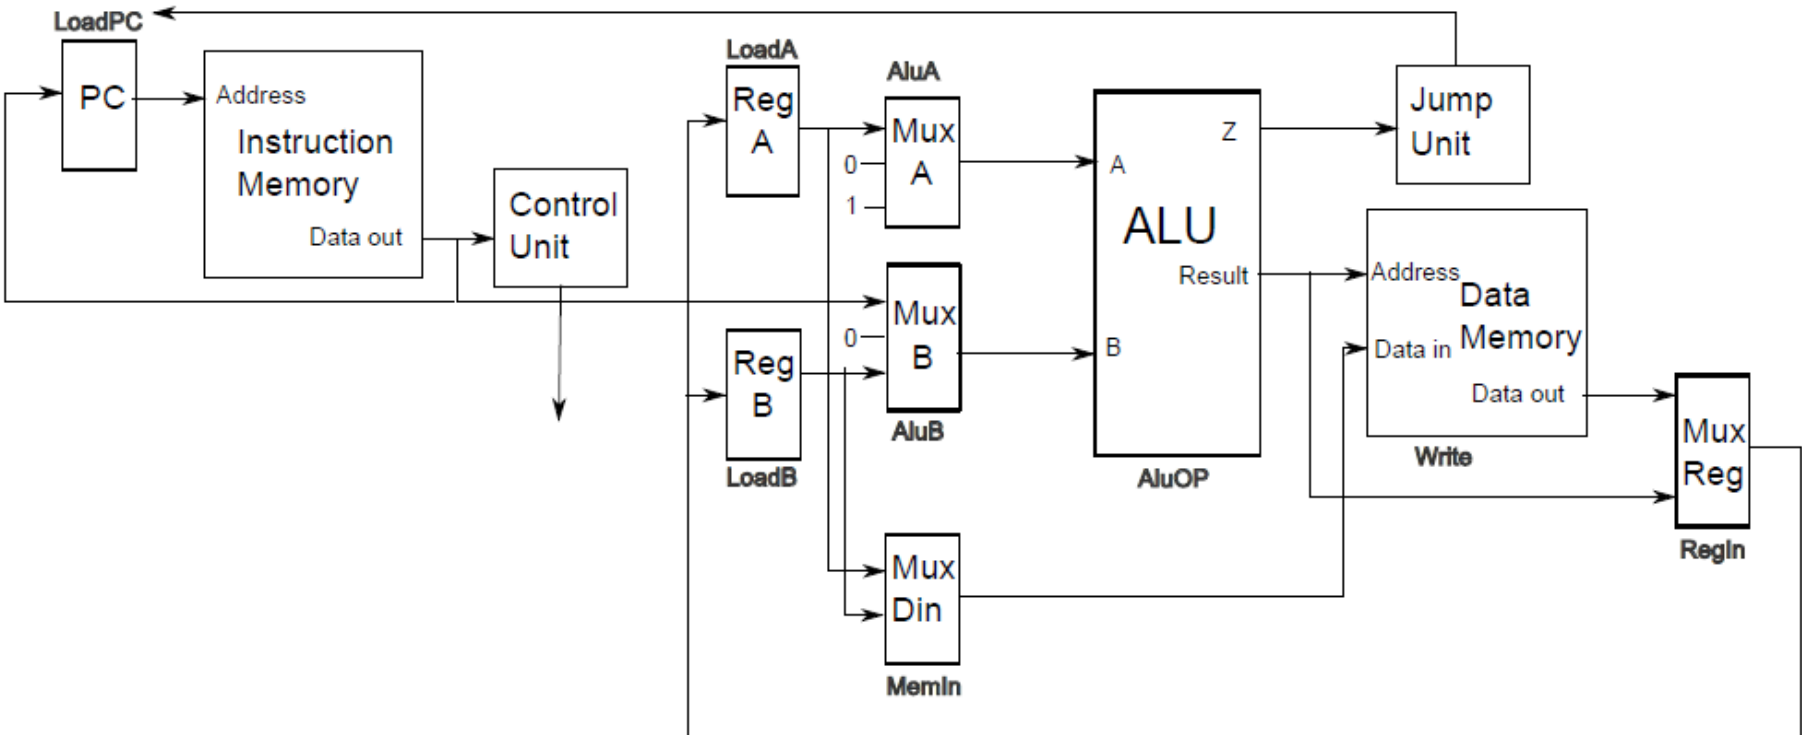 LoadPC
PC
Address
Instruction
Memory
Data out
Control
Unit
LoadA
Reg
A
AluA
Mux
A
0
1
Mux
B
0
AluB
Reg
B
LoadB
Mux
Din
MemIn
A
Z
ALU
Result
B
AluOP
Jump
Unit
Address
Data
Memory
Data in
Data out
Write
Mux
Reg
RegIn